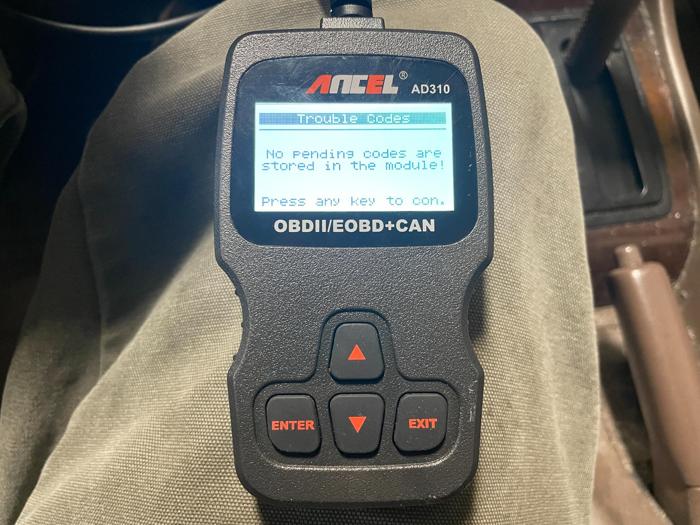 ANCEL® AD310
Trouble Codes
No pending codes are
stored in the module!
Press any key to con.
OBDII/EOBD+CAN
ENTER
EXIT